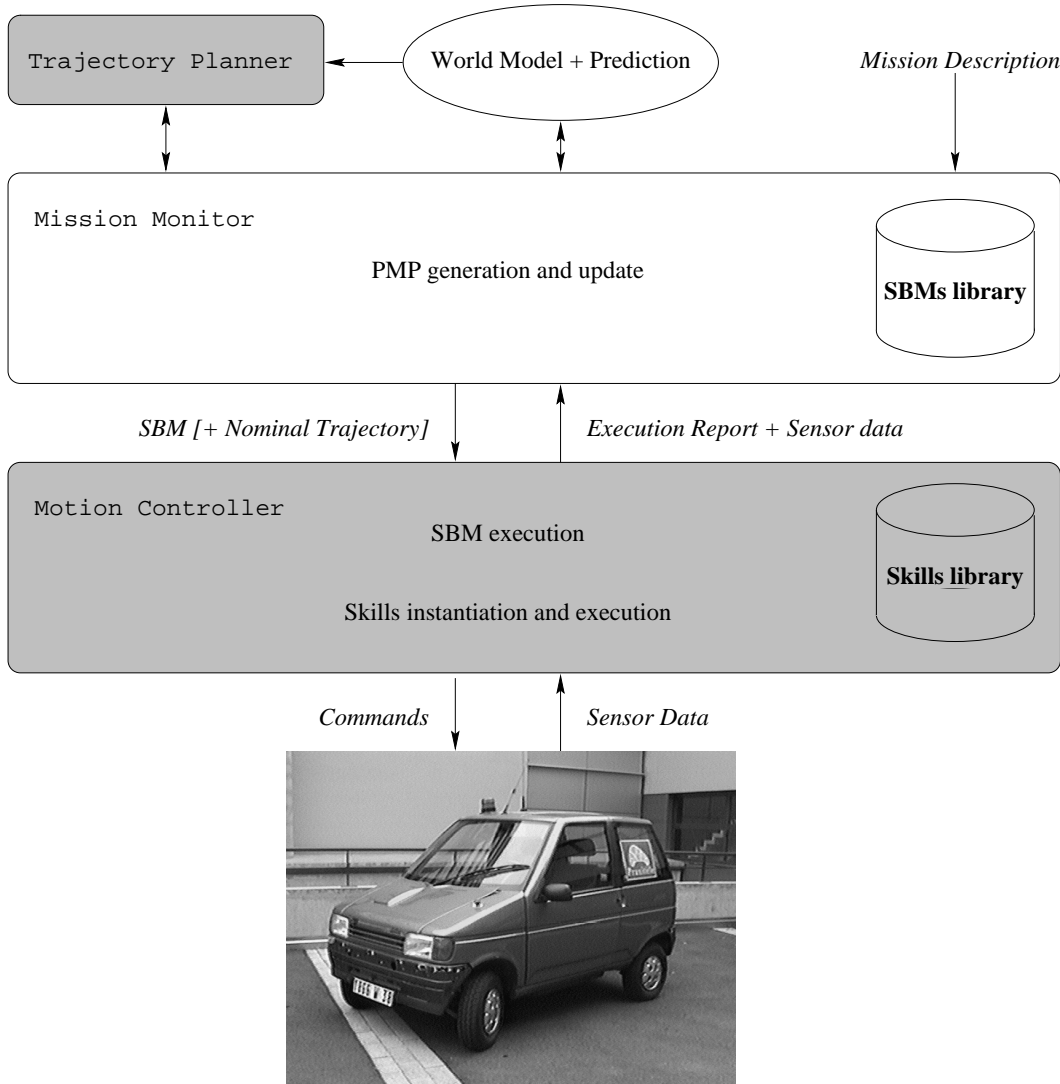 Trajectory Planner
World Model + Prediction
Mission Description
Mission Monitor
PMP generation and update
SBMs library
SBM [+ Nominal Trajectory]
Execution Report + Sensor data
Motion Controller
SBM execution
Skills library
Skills instantiation and execution
Commands
Sensor Data